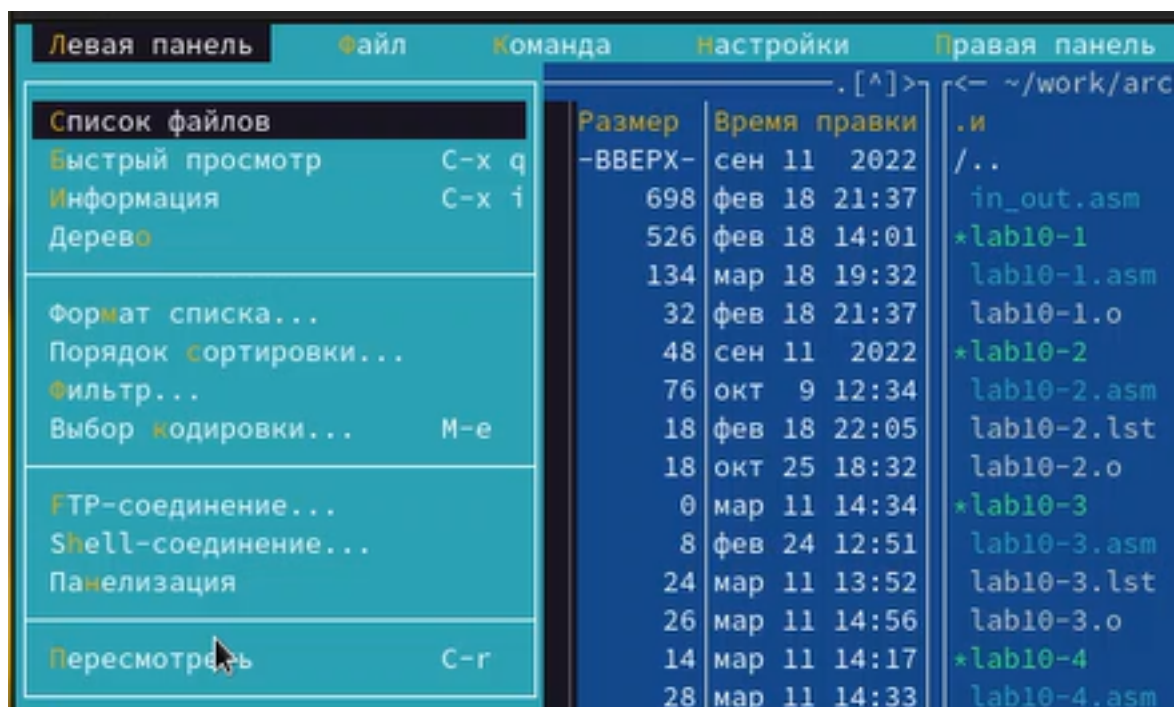 Левая панель Файл Команда Настройки Правая панель
.[^]> <— ~/work/arc
Список файлов Размер Время правки .и
Быстрый просмотр C-x q -ВВЕРХ- сен 11 2022 /..
Информация C-x i 698 фев 18 21:37 in_out.asm
Дерево 526 фев 18 14:01 *lab10-1
134 мар 18 19:32 lab10-1.asm
Формат списка... 32 фев 18 21:37 lab10-1.o
Порядок сортировки... 48 сен 11 2022 *lab10-2
Фильтр... 76 окт 9 12:34 lab10-2.asm
Выбор кодировки... M-e 18 фев 18 22:05 lab10-2.lst
18 окт 25 18:32 lab10-2.o
FTP-соединение... 0 мар 11 14:34 *lab10-3
Shell-соединение... 8 фев 24 12:51 lab10-3.asm
Панелизация 24 мар 11 13:52 lab10-3.lst
26 мар 11 14:56 lab10-3.o
Пересмотреть C-r 14 мар 11 14:17 *lab10-4
28 мар 11 14:33 lab10-4.asm